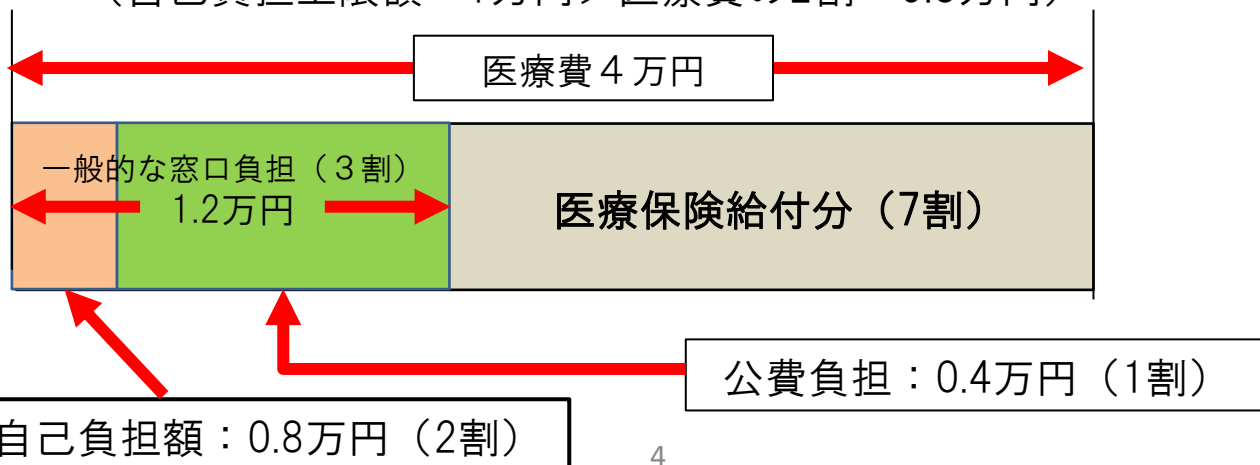 医療費４万円
一般的な窓口負担（３割）
1.2万円
医療保険給付分（7割）
公費負担：0.4万円（1割）
自己負担額：0.8万円（2割）
4